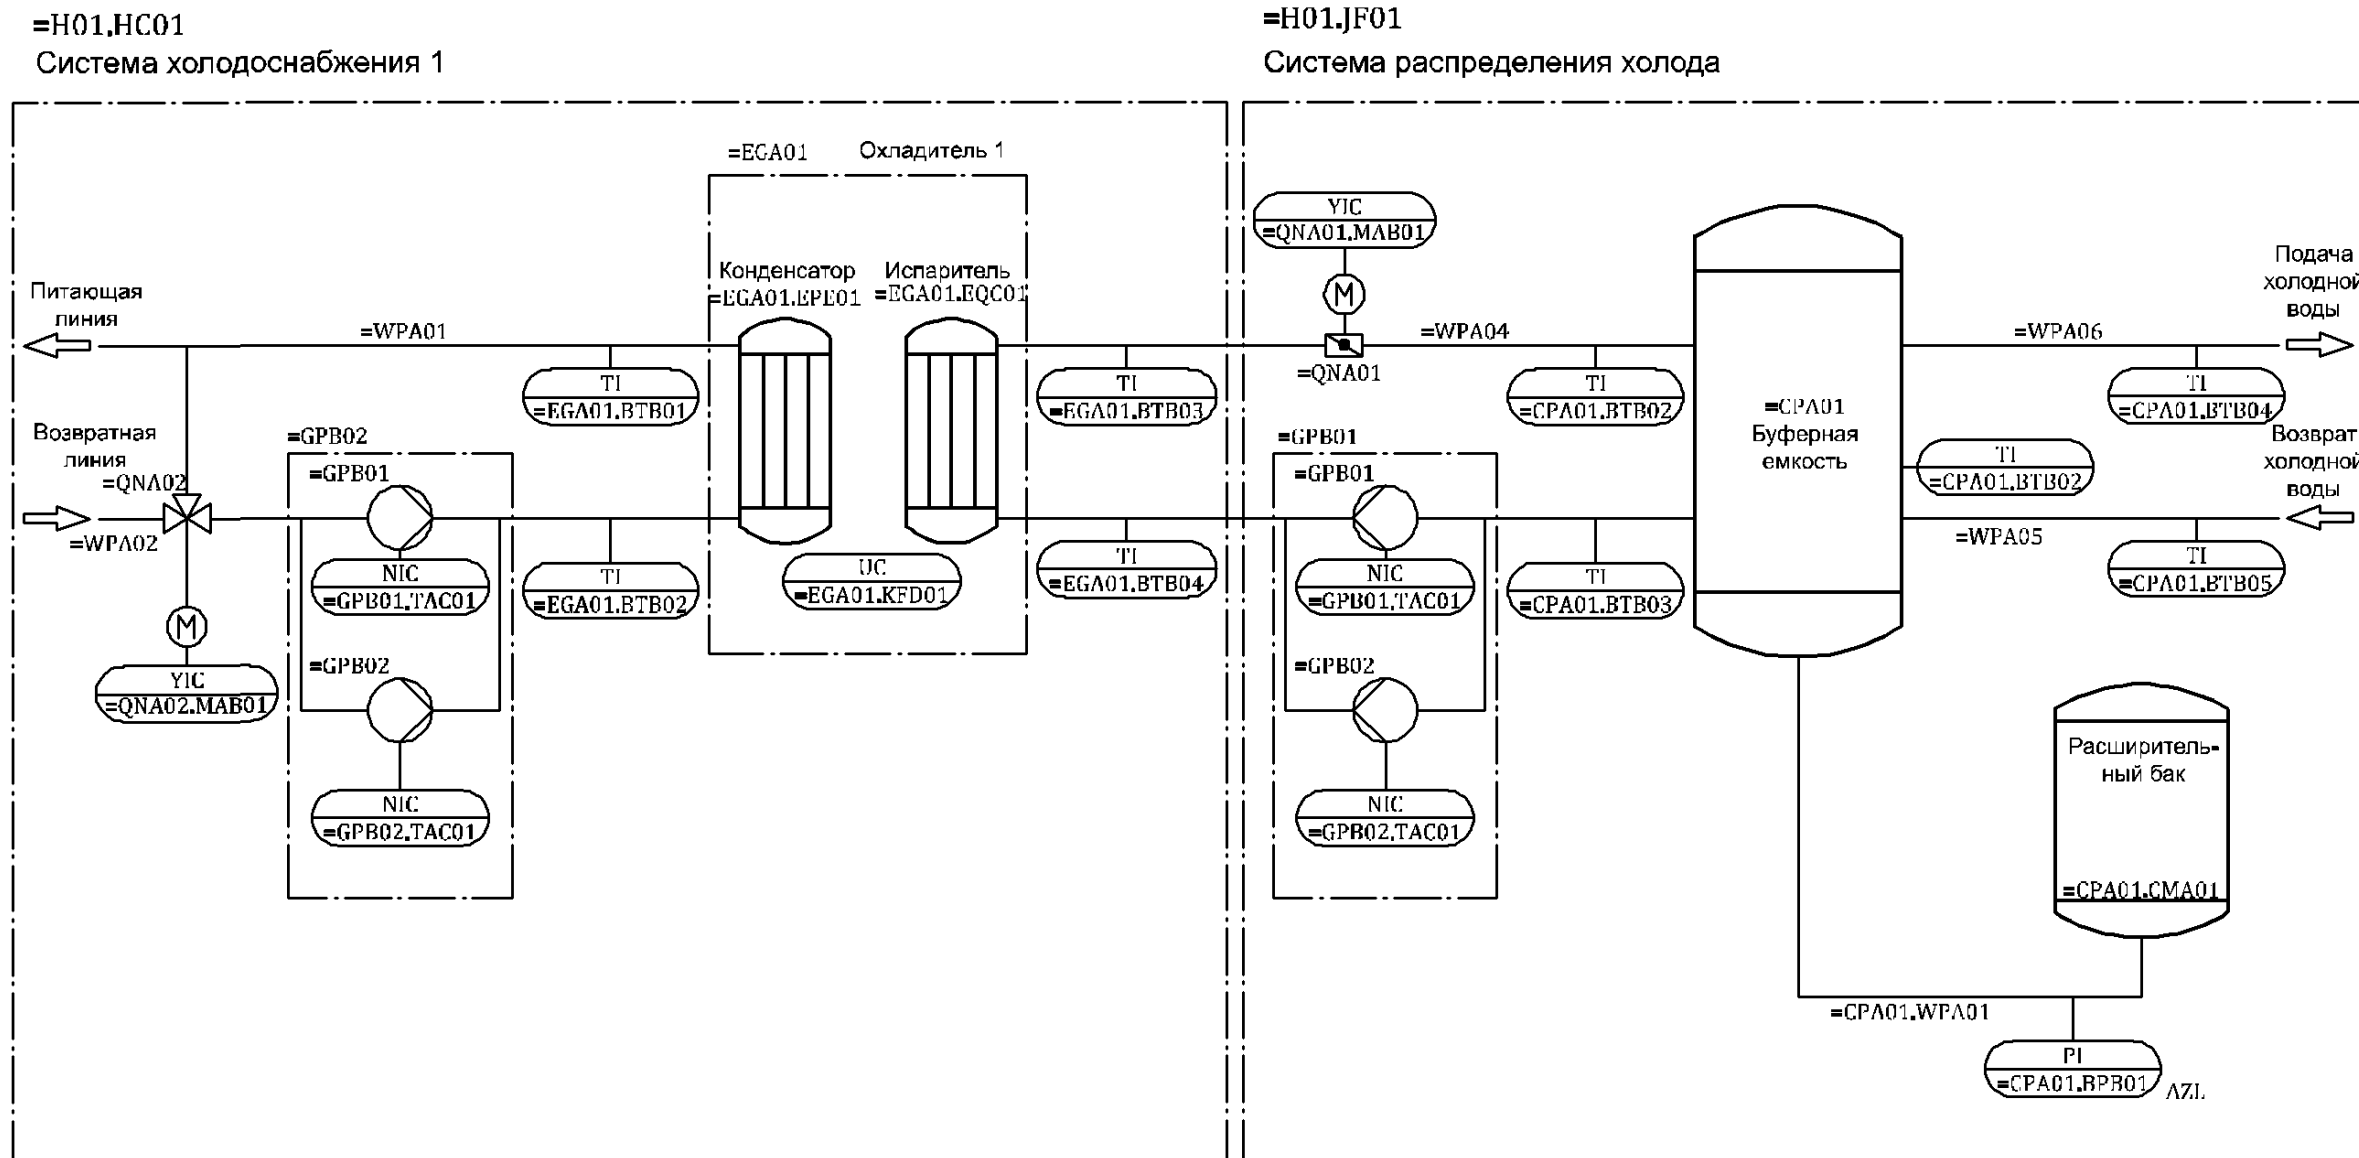 =H01.HC01
Система холодоснабжения 1
=H01.JF01
Система распределения холода
=EGA01
Охладитель 1
Питающая
линия
=WPA01
TI
=EGA01.BTB01
Конденсатор
=EGA01.EPE01
Испаритель
=EGA01.EQC01
TI
=EGA01.BTB03
YIC
=QNA01.MAB01
M
=QNA01
=WPA04
TI
=CPA01.BTB02
=CPA01
Буферная
емкость
=WPA06
TI
=CPA01.BTB04
Подача
холодной
воды
Возвратная
линия
=QNA02
=WPA02
M
YIC
=QNA02.MAB01
=GPB02
=GPB01
NIC
=GPB01.TAC01
=GPB02
NIC
=GPB02.TAC01
TI
=EGA01.BTB02
UC
=EGA01.KFD01
TI
=EGA01.BTB04
=GPB01
=GPB01
NIC
=GPB01.TAC01
=GPB02
NIC
=GPB02.TAC01
TI
=CPA01.BTB03
TI
=CPA01.BTB02
Возврат
холодной
воды
=WPA05
TI
=CPA01.BTB05
Расширитель-
ный бак
=CPA01.CMA01
=CPA01.WPA01
PI
=CPA01.BPB01
AZL